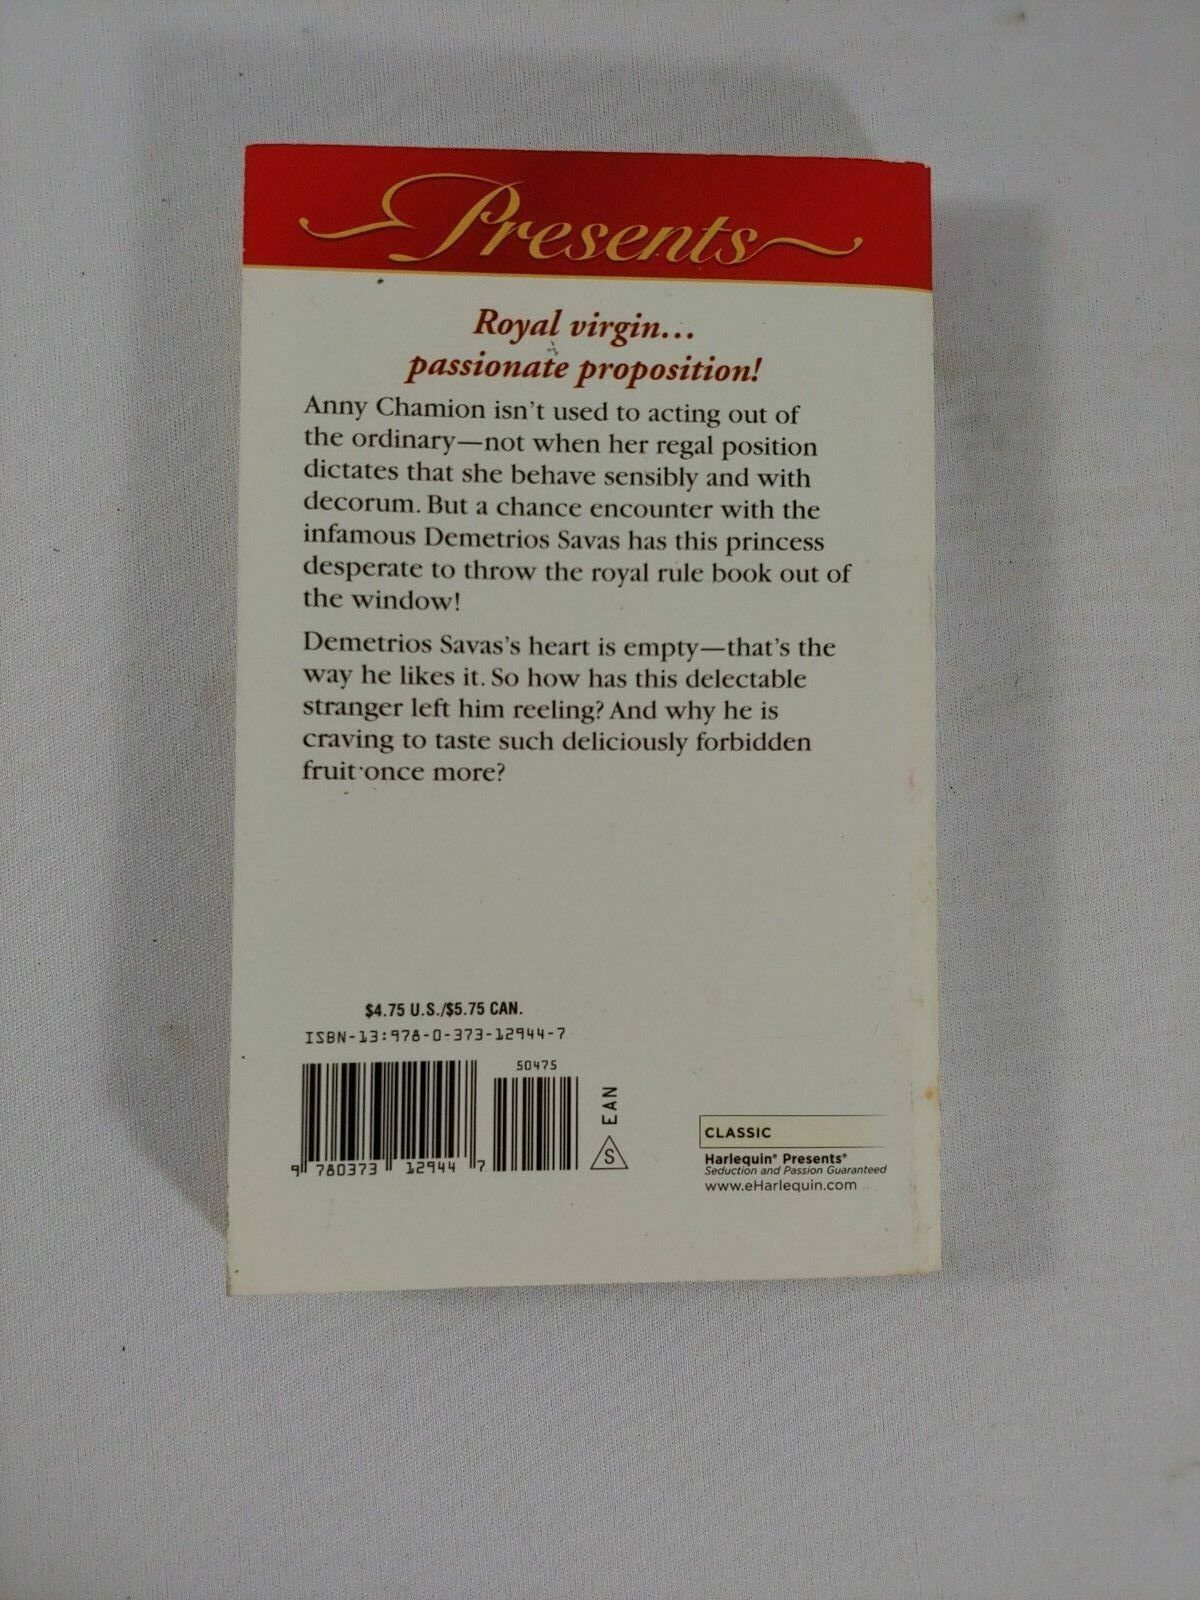 Presents
Royal virgin...
passionate proposition!
Anny Chamion isn't used to acting out of
the ordinary—not when her regal position
dictates that she behave sensibly and with
decorum. But a chance encounter with the
infamous Demetrios Savas has this princess
desperate to throw the royal rule book out of
the window!
Demetrios Savas's heart is empty—that's the
way he likes it. So how has this delectable
stranger left him reeling? And why he is
craving to taste such deliciously forbidden
fruit once more?
$4.75 U.S./$5.75 CAN.
ISBN-13:978-0-373-12944-7
50475
EAN
S
9 780373 12944 7
CLASSIC
Harlequin® Presents®
Seduction and Passion Guaranteed
www.eHarlequin.com